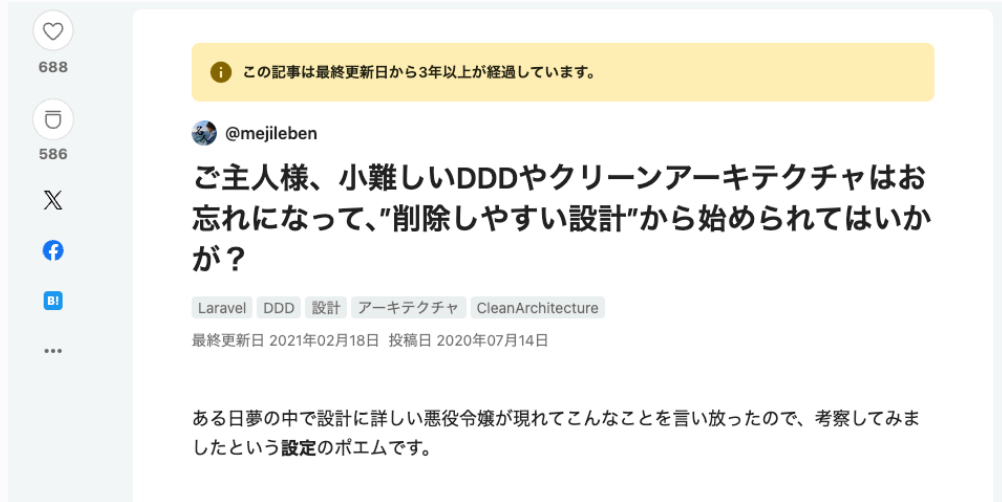 688
586
B!
この記事は最終更新日から3年以上が経過しています。
@mejileben
ご主人様、小難しいDDDやクリーンアーキテクチャはお
忘れになって、”削除しやすい設計”から始められてはいか
が？
Laravel DDD 設計 アーキテクチャ CleanArchitecture
最終更新日 2021年02月18日 投稿日 2020年07月14日
ある日夢の中で設計に詳しい悪役令嬢が現れてこんなことを言い放ったので、考察してみま
したという設定のポエムです。